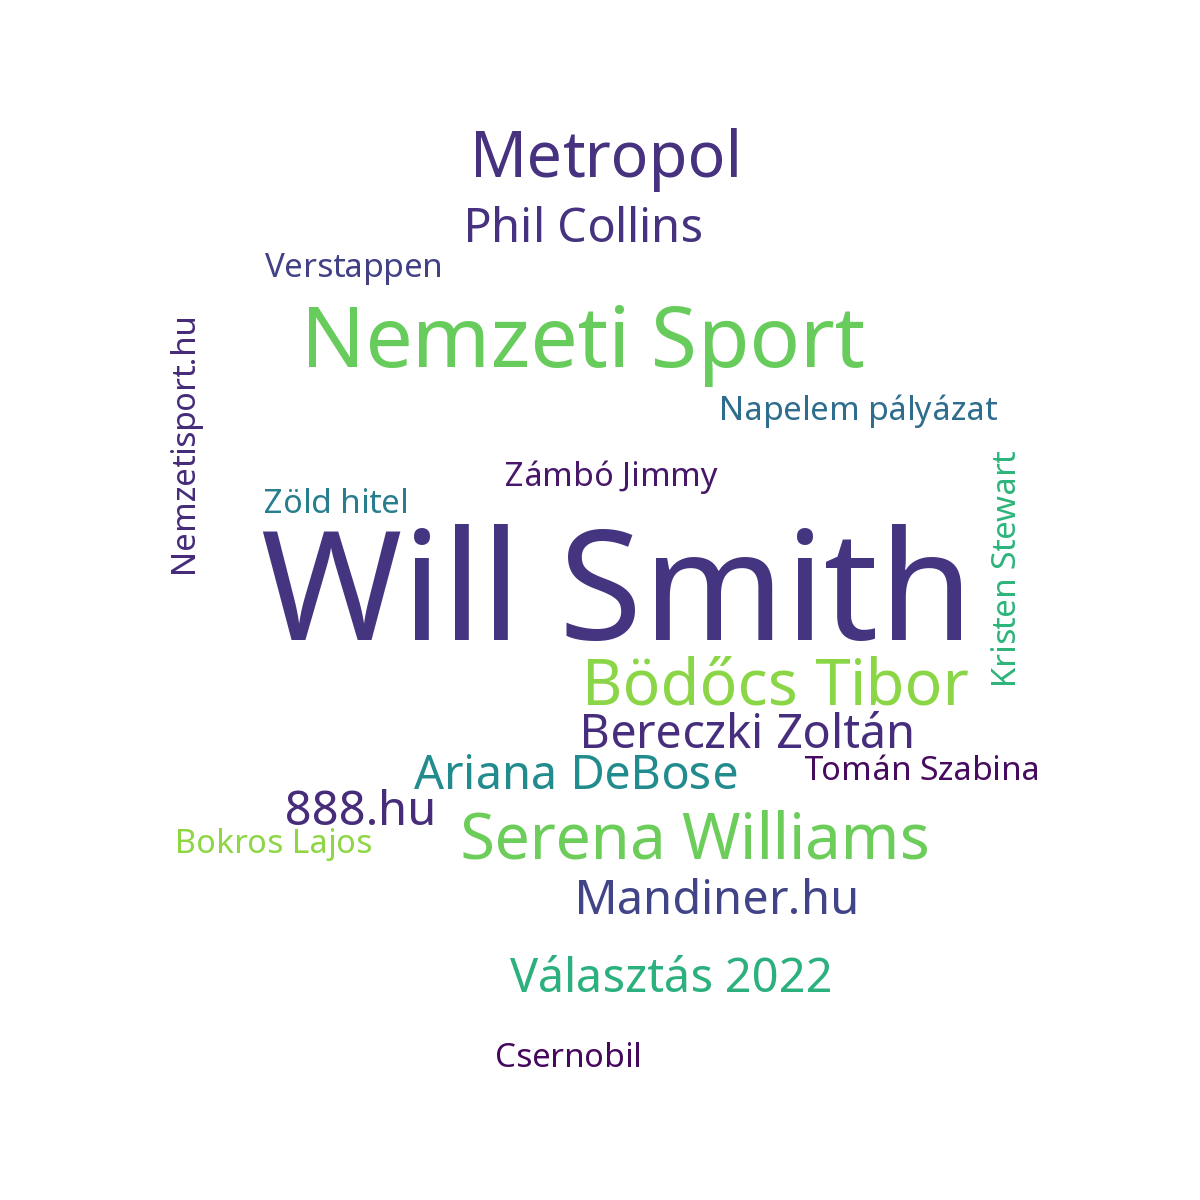 Metropol
Phil Collins
Verstappen
Nemzeti Sport
Nemzetisport.hu
Napelem pályázat
Zámbó Jimmy
Zöld hitel
Kristen Stewart
Will Smith
Bödőcs Tibor
Bereczki Zoltán
Ariana DeBose
Tomán Szabina
888.hu
Bokros Lajos
Serena Williams
Mandiner.hu
Választás 2022
Csernobil